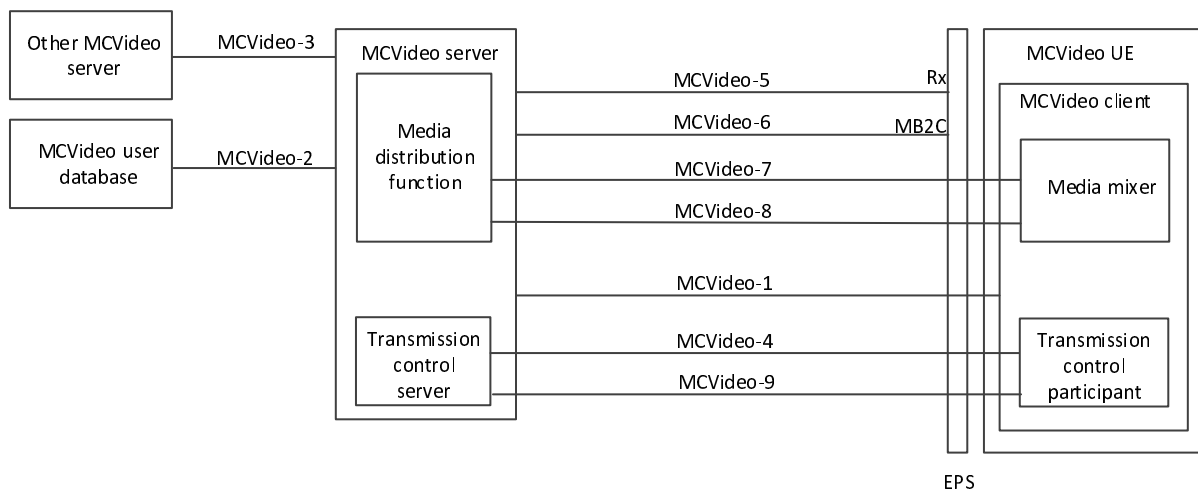 Other MCVideo
server
MCVideo-3
MCVideo user
database
MCVideo-2
MCVideo server
Media
distribution
function
Transmission
control
server
MCVideo-5
Rx
MCVideo-6
MB2C
MCVideo-7
MCVideo-8
MCVideo-1
MCVideo-4
MCVideo-9
EPS
MCVideo UE
MCVideo client
Media mixer
Transmission
control
participant